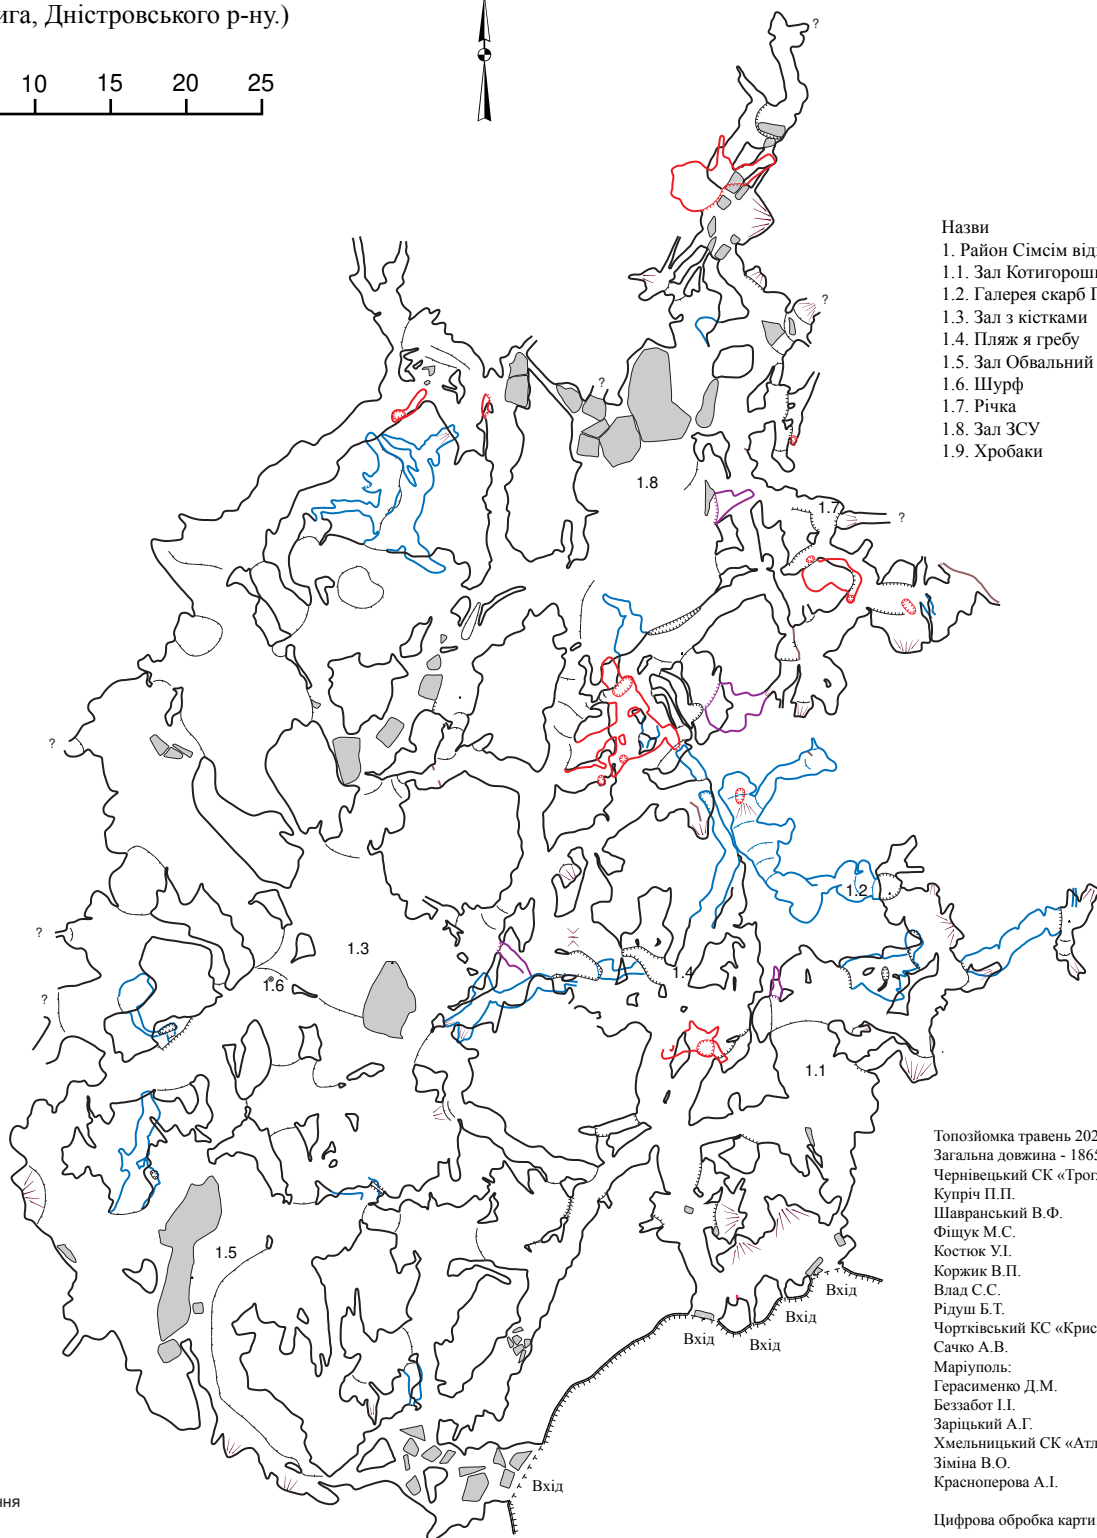 ига, Дністровського р-ну.)
10 15 20 25
?
Назви
1. Район Сімсім від
1.1. Зал Котигорош
1.2. Галерея скарб
1.3. Зал з кістками
1.4. Пляж я гребу
1.5. Зал Обвальний
1.6. Шурф
1.7. Річка
1.8. Зал ЗСУ
1.9. Хробаки
?
?
1.8
1.7
?
?
1.2
?
1.3
1.6
1.4
?
1.1
Топозйомка травень 202
Загальна довжина - 1865
Чернівецький СК «Трог
Купріч П.П.
Шавранський В.Ф.
Фіщук М.С.
Костюк У.І.
Коржик В.П.
Влад С.С.
Рідуш Б.Т.
Чортківський КС «Крис
Сачко А.В.
Маріуполь:
Герасименко Д.М.
Беззабот І.І.
Заріцький А.Г.
Хмельницький СК «Атл
Зіміна В.О.
Красноперова А.І.
1.5
Вхід
Вхід
Вхід
Вхід
Вхід
ння
Цифрова обробка карти